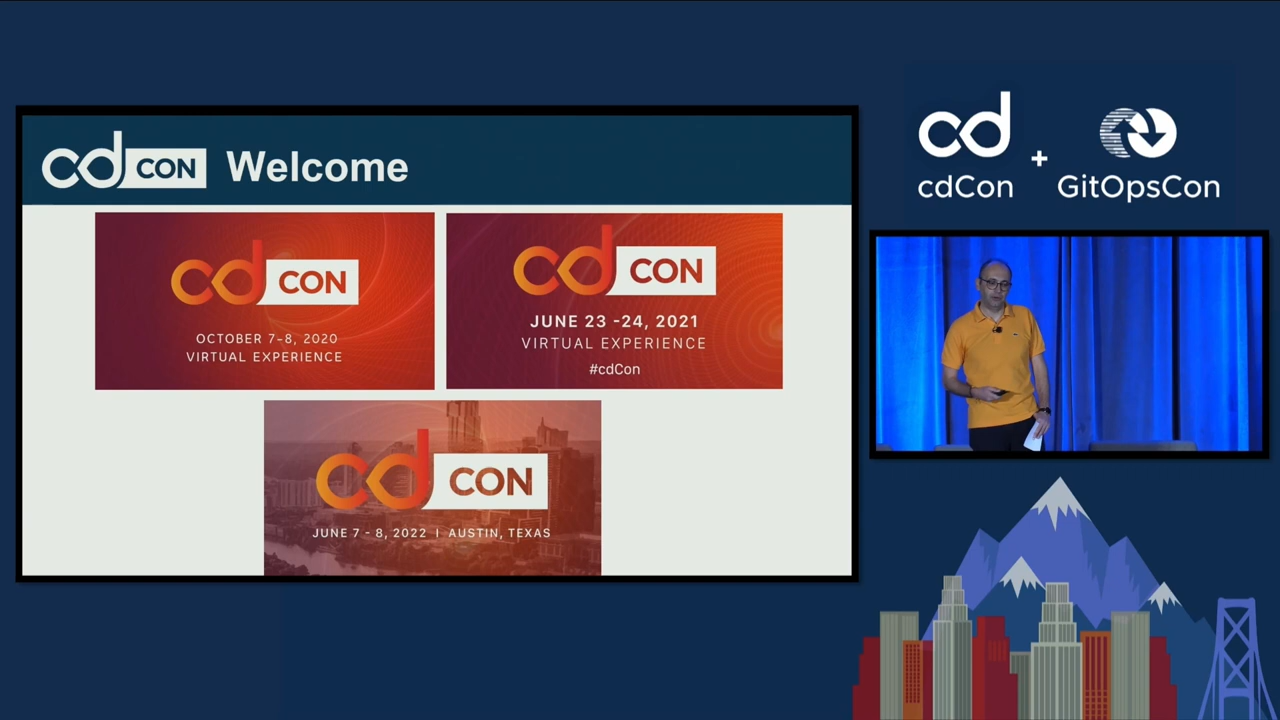 cd CON Welcome
cd CON
OCTOBER 7-8, 2020
VIRTUAL EXPERIENCE
cd CON
JUNE 23 -24, 2021
VIRTUAL EXPERIENCE
#cdCon
cd CON
JUNE 7 - 8, 2022 | AUSTIN, TEXAS
cd
+
cdCon
GitOpsCon